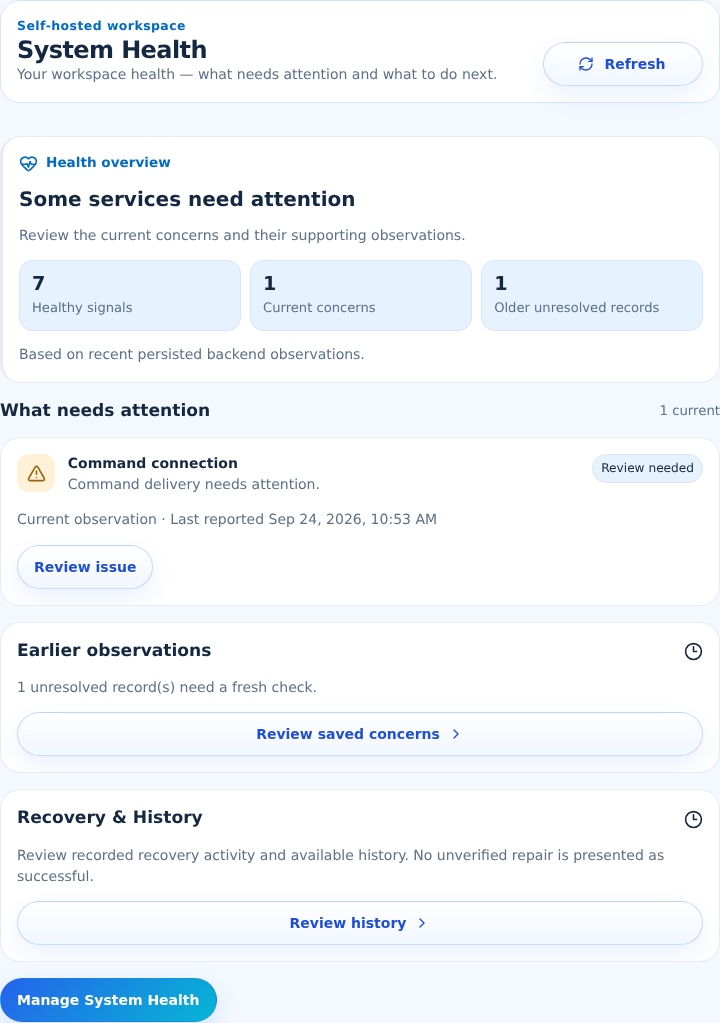 Self-hosted workspace
System Health
Your workspace health — what needs attention and what to do next.
Refresh
Health overview
Some services need attention
Review the current concerns and their supporting observations.
7
Healthy signals
1
Current concerns
1
Older unresolved records
Based on recent persisted backend observations.
What needs attention
1 current
Command connection
Command delivery needs attention.
Review needed
Current observation · Last reported Sep 24, 2026, 10:53 AM
Review issue
Earlier observations
1 unresolved record(s) need a fresh check.
Review saved concerns
Recovery & History
Review recorded recovery activity and available history. No unverified repair is presented as
successful.
Review history
Manage System Health